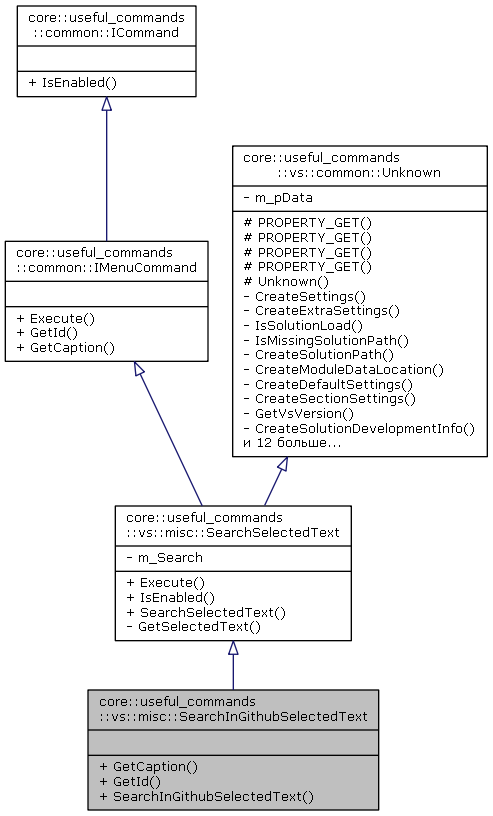 core::useful_commands
::common::ICommand
+ IsEnabled()
core::useful_commands
::vs::common::Unknown
- m_pData
# PROPERTY_GET()
# PROPERTY_GET()
# PROPERTY_GET()
# PROPERTY_GET()
# Unknown()
- CreateSettings()
- CreateExtraSettings()
- IsSolutionLoad()
- IsMissingSolutionPath()
- CreateSolutionPath()
- CreateModuleDataLocation()
- CreateDefaultSettings()
- CreateSectionSettings()
- GetVsVersion()
- CreateSolutionDevelopmentInfo()
и 12 больше...
core::useful_commands
::common::IMenuCommand
+ Execute()
+ GetId()
+ GetCaption()
core::useful_commands
::vs::misc::SearchSelectedText
- m_Search
+ Execute()
+ IsEnabled()
+ SearchSelectedText()
- GetSelectedText()
core::useful_commands
::vs::misc::SearchInGithubSelectedText
+ GetCaption()
+ GetId()
+ SearchInGithubSelectedText()